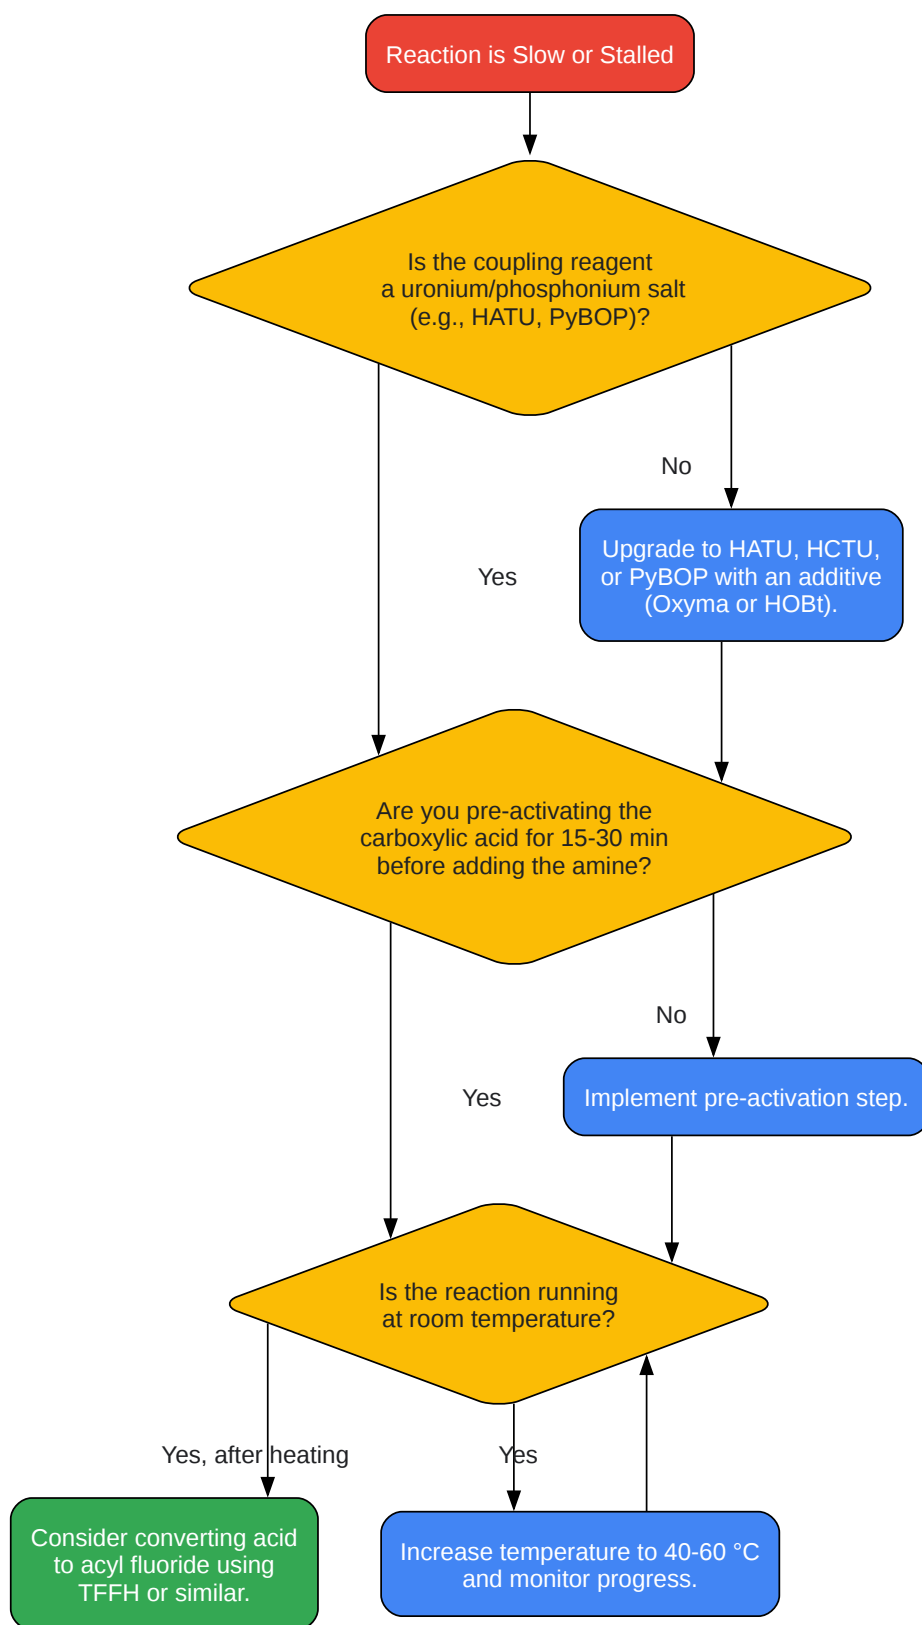 Reaction is Slow or Stalled
Is the coupling reagent
a uronium/phosphonium salt
(e.g., HATU, PyBOP)?
No
Upgrade to HATU, HCTU,
or PyBOP with an additive
(Oxyma or HOBt).
Yes
Are you pre-activating the
carboxylic acid for 15-30 min
before adding the amine?
No
Implement pre-activation step.
Yes
Is the reaction running
at room temperature?
Yes, after heating
Yes
Consider converting acid
to acyl fluoride using
TFFH or similar.
Increase temperature to 40-60 °C
and monitor progress.